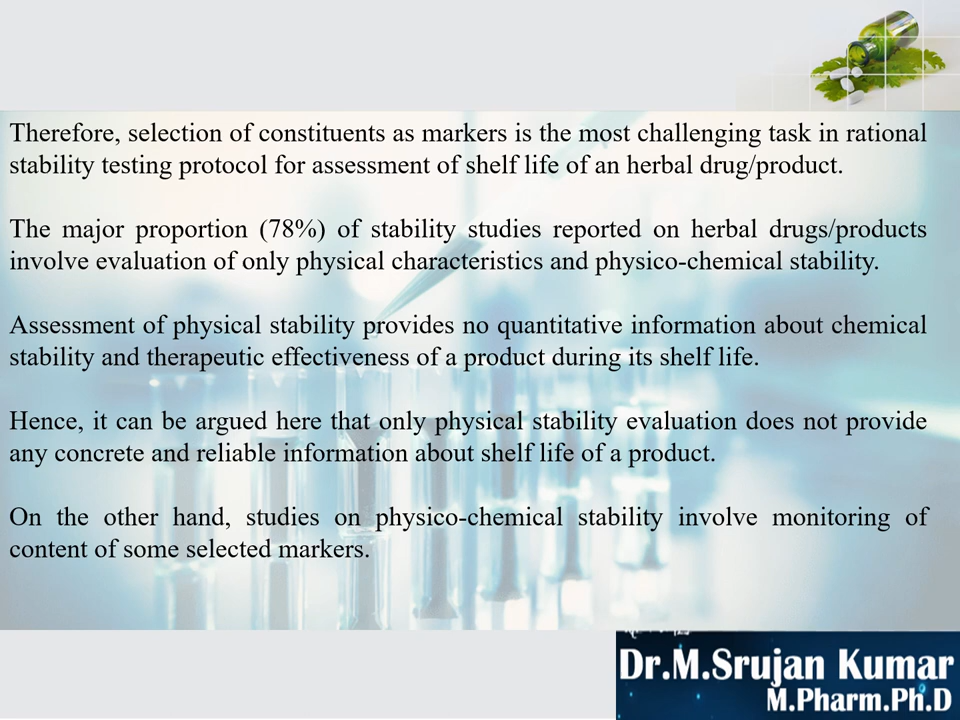 Therefore, selection of constituents as markers is the most challenging task in rational
stability testing protocol for assessment of shelf life of an herbal drug/product.
The major proportion (78%) of stability studies reported on herbal drugs/products
involve evaluation of only physical characteristics and physico-chemical stability.
Assessment of physical stability provides no quantitative information about chemical
stability and therapeutic effectiveness of a product during its shelf life.
Hence, it can be argued here that only physical stability evaluation does not provide
any concrete and reliable information about shelf life of a product.
On the other hand, studies on physico-chemical stability involve monitoring of
content of some selected markers.
Dr.M.Srujan Kumar
M.Pharm.Ph.D